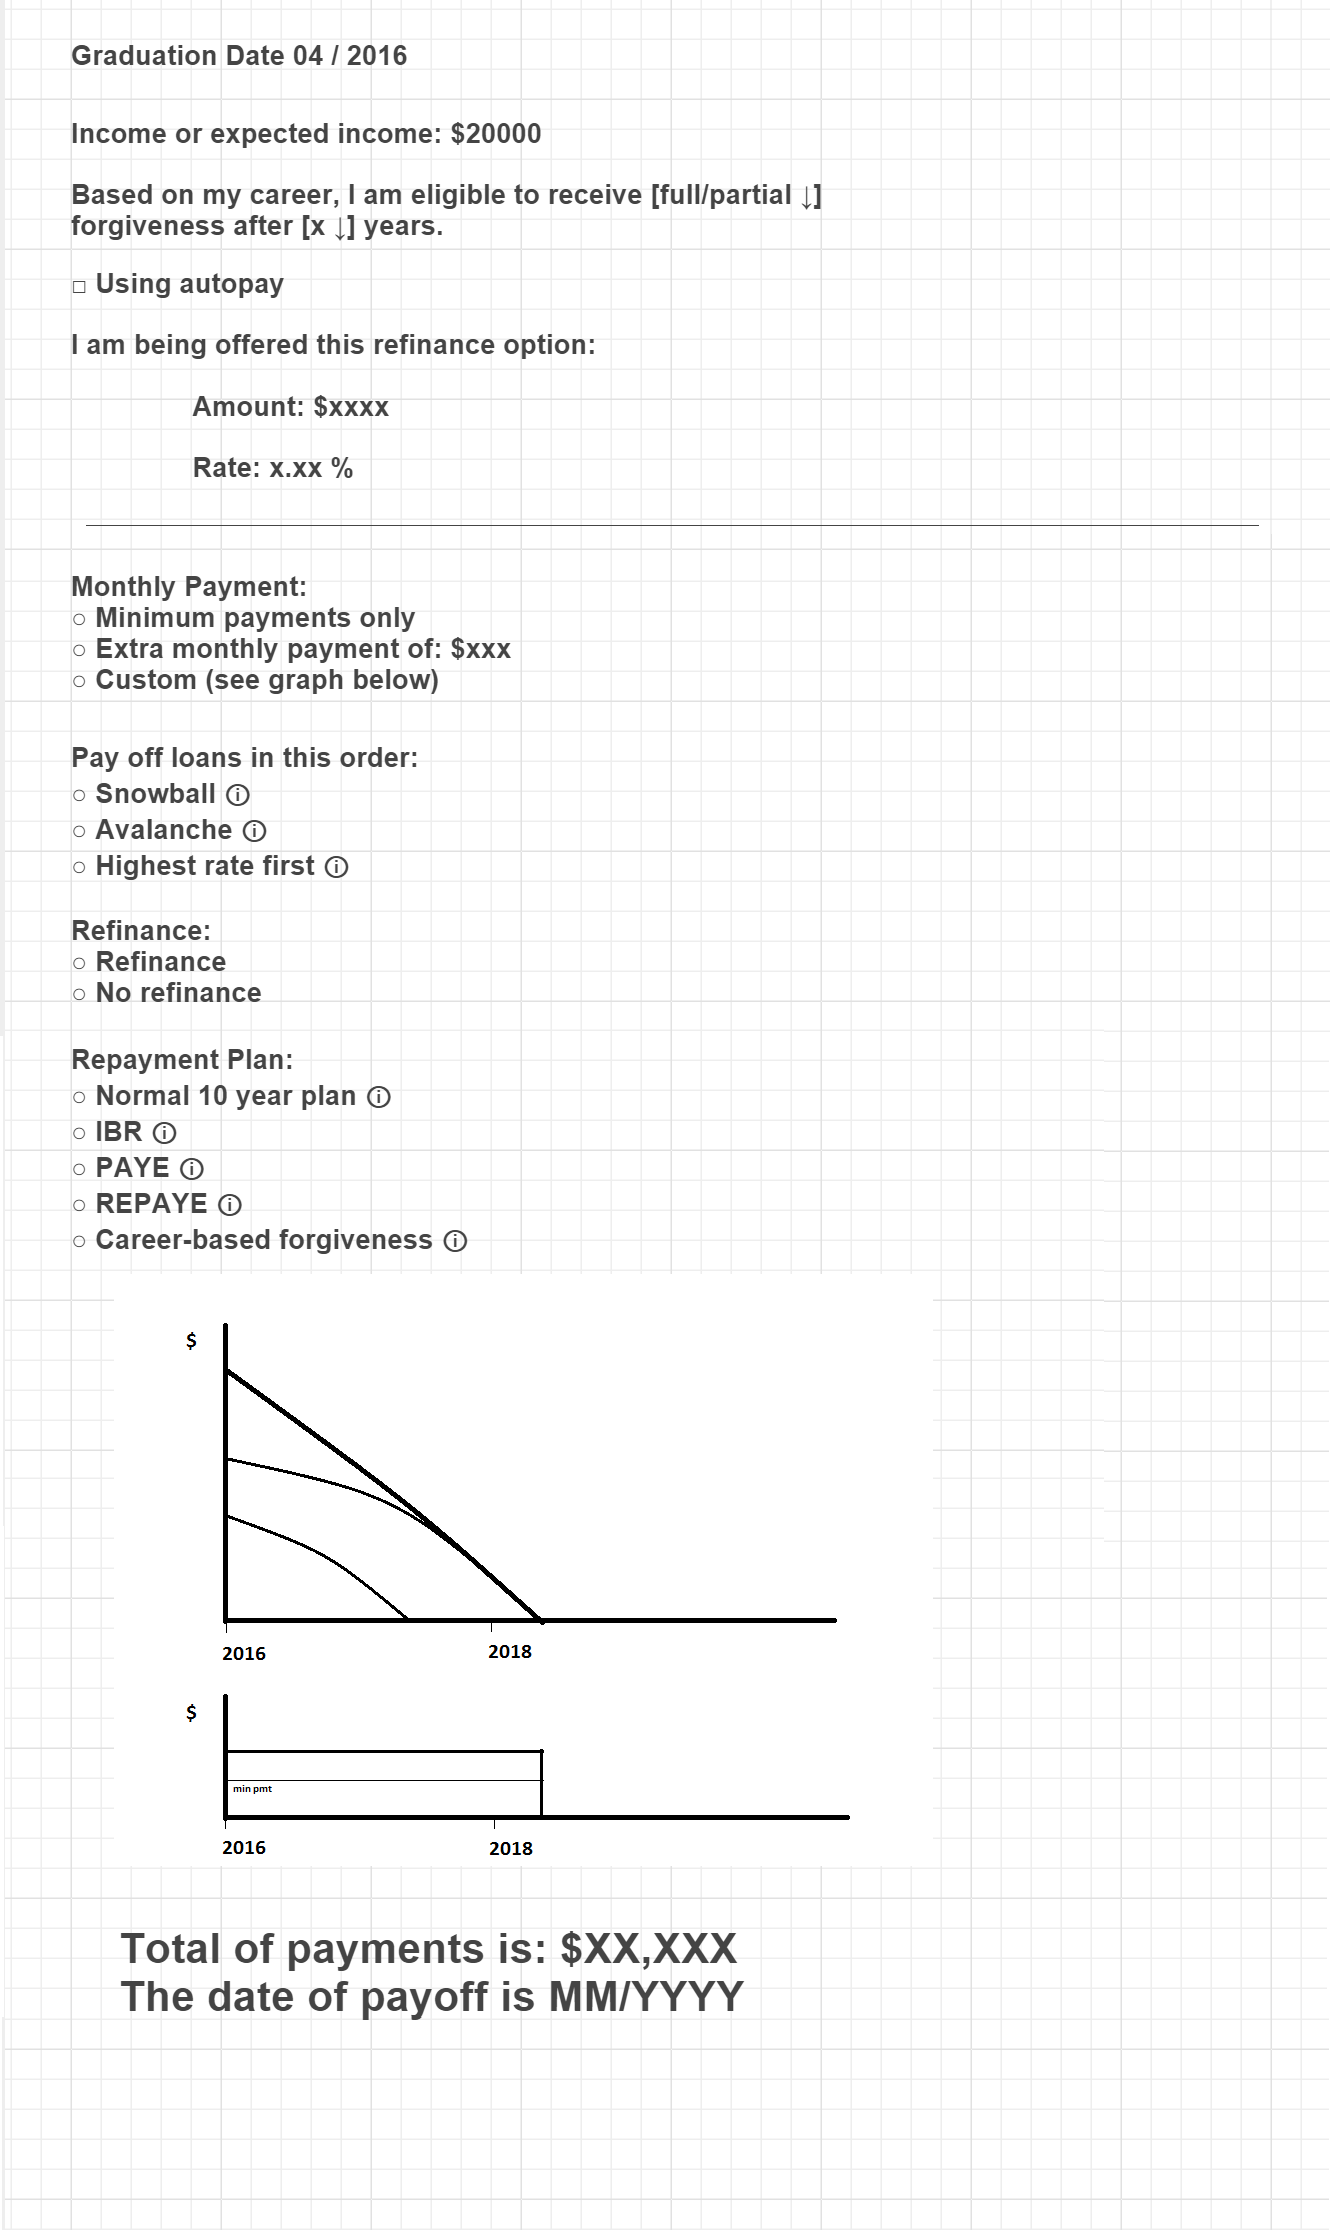 Graduation Date 04 / 2016
Income or expected income: $20000
Based on my career, I am eligible to receive [full/partial ↓]
forgiveness after [x ↓] years.
□ Using autopay
I am being offered this refinance option:
Amount: $xxxx
Rate: x.xx %
Monthly Payment:
○ Minimum payments only
○ Extra monthly payment of: $xxx
○ Custom (see graph below)
Pay off loans in this order:
○ Snowball ⓘ
○ Avalanche ⓘ
○ Highest rate first ⓘ
Refinance:
○ Refinance
○ No refinance
Repayment Plan:
○ Normal 10 year plan ⓘ
○ IBR ⓘ
○ PAYE ⓘ
○ REPAYE ⓘ
○ Career-based forgiveness ⓘ
$
2016 2018
$
min pmt
2016 2018
Total of payments is: $XX,XXX
The date of payoff is MM/YYYY